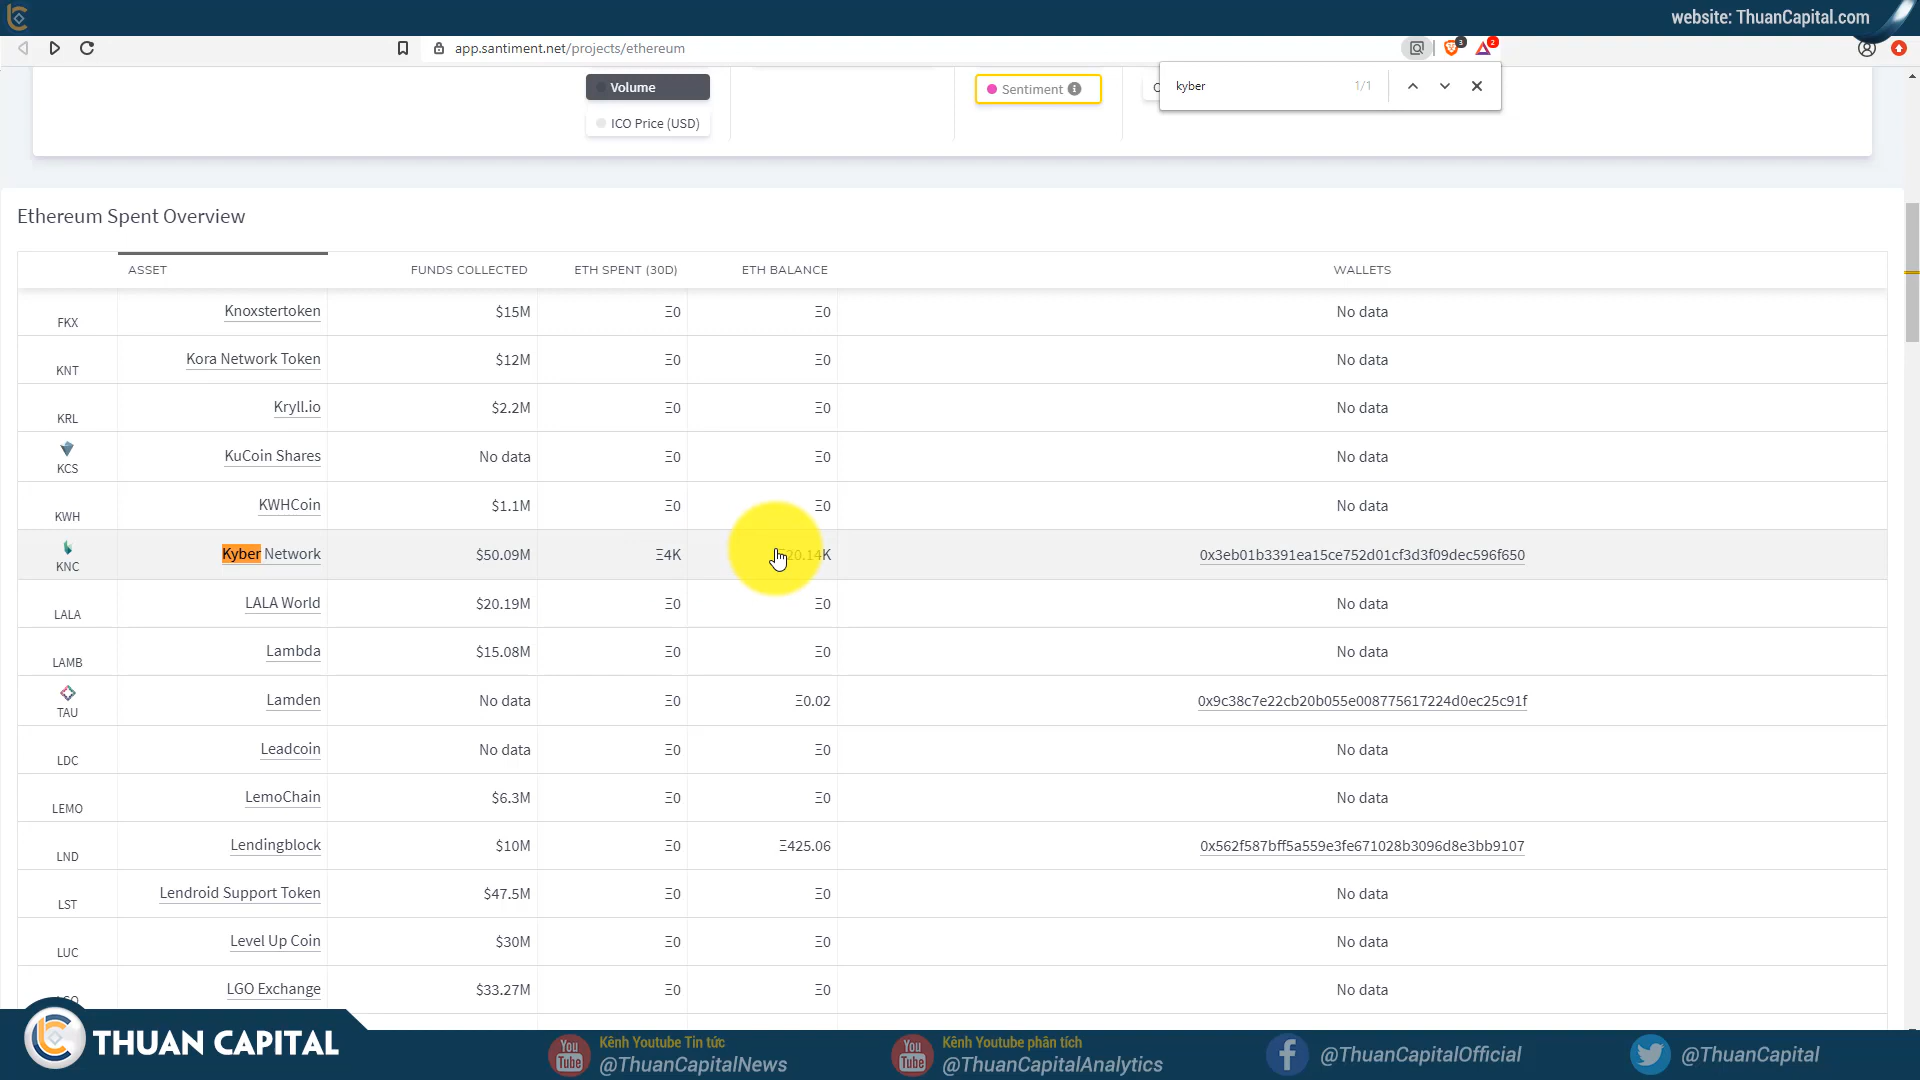 website: ThuanCapital.com
app.santiment.net/projects/ethereum
3
2
kyber
1/1
Volume
Sentiment
ICO Price (USD)
Ethereum Spent Overview
ASSET FUNDS COLLECTED ETH SPENT (30D) ETH BALANCE WALLETS
FKX Knoxstertoken $15M Ξ0 Ξ0 No data
KNT Kora Network Token $12M Ξ0 Ξ0 No data
KRL Kryll.io $2.2M Ξ0 Ξ0 No data
KCS KuCoin Shares No data Ξ0 Ξ0 No data
KWH KWHCoin $1.1M Ξ0 Ξ0 No data
KNC Kyber Network $50.09M Ξ4K Ξ20.14K 0x3eb01b3391ea15ce752d01cf3d3f09dec596f650
LALA LALA World $20.19M Ξ0 Ξ0 No data
LAMB Lambda $15.08M Ξ0 Ξ0 No data
TAU Lamden No data Ξ0 Ξ0.02 0x9c38c7e22cb20b055e008775617224d0ec25c91f
LDC Leadcoin No data Ξ0 Ξ0 No data
LEMO LemoChain $6.3M Ξ0 Ξ0 No data
LND Lendingblock $10M Ξ0 Ξ425.06 0x562f587bff5a559e3fe671028b3096d8e3bb9107
LST Lendroid Support Token $47.5M Ξ0 Ξ0 No data
LUC Level Up Coin $30M Ξ0 Ξ0 No data
LGO Exchange $33.27M Ξ0 Ξ0 No data
THUAN CAPITAL
You Tube
Kênh Youtube Tin tức
@ThuanCapitalNews
You Tube
Kênh Youtube phân tích
@ThuanCapitalAnalytics
@ThuanCapitalOfficial
@ThuanCapital